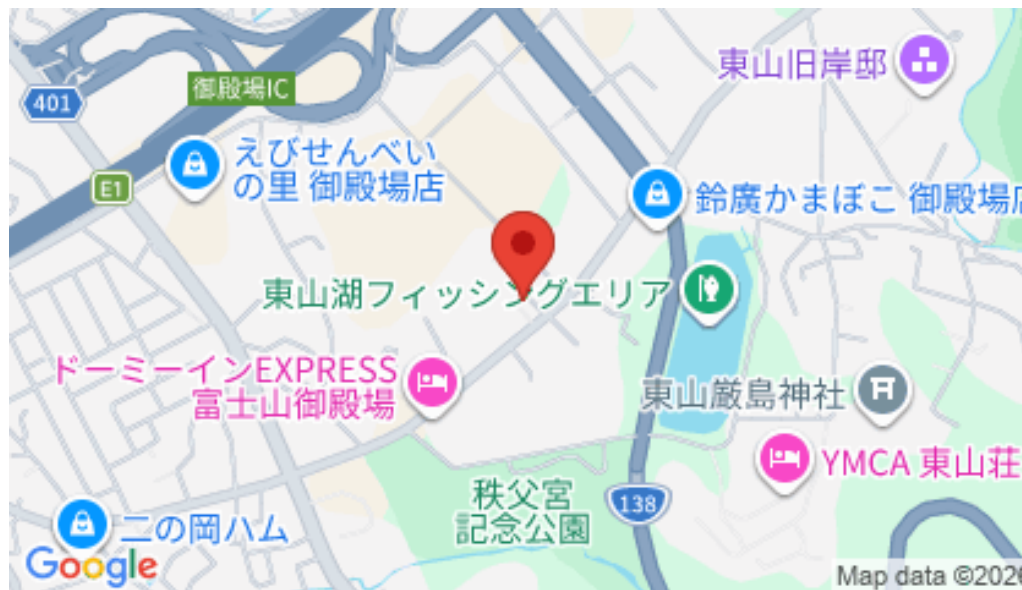 東山旧岸邸
御殿場IC
401
えびせんべい
の里 御殿場店
E1
鈴廣かまぼこ 御殿場店
東山湖フィッシングエリア
ドーミーインEXPRESS
富士山御殿場
東山厳島神社
YMCA 東山荘
秩父宮
記念公園
138
二の岡ハム
Google
Map data ©2026